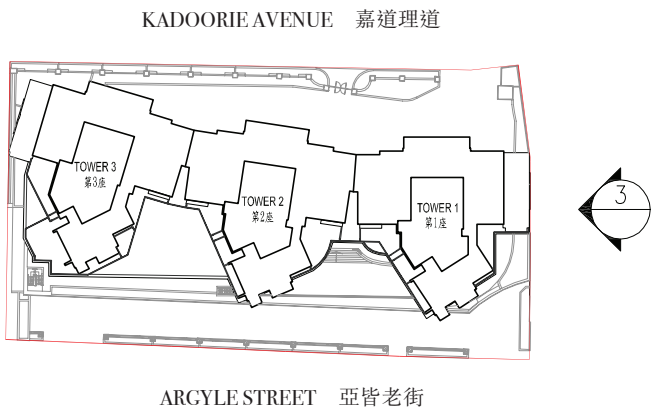 KADOORIE AVENUE 嘉道理道
TOWER 3
第3座
TOWER 2
第2座
TOWER 1
第1座
3
ARGYLE STREET 亞皆老街